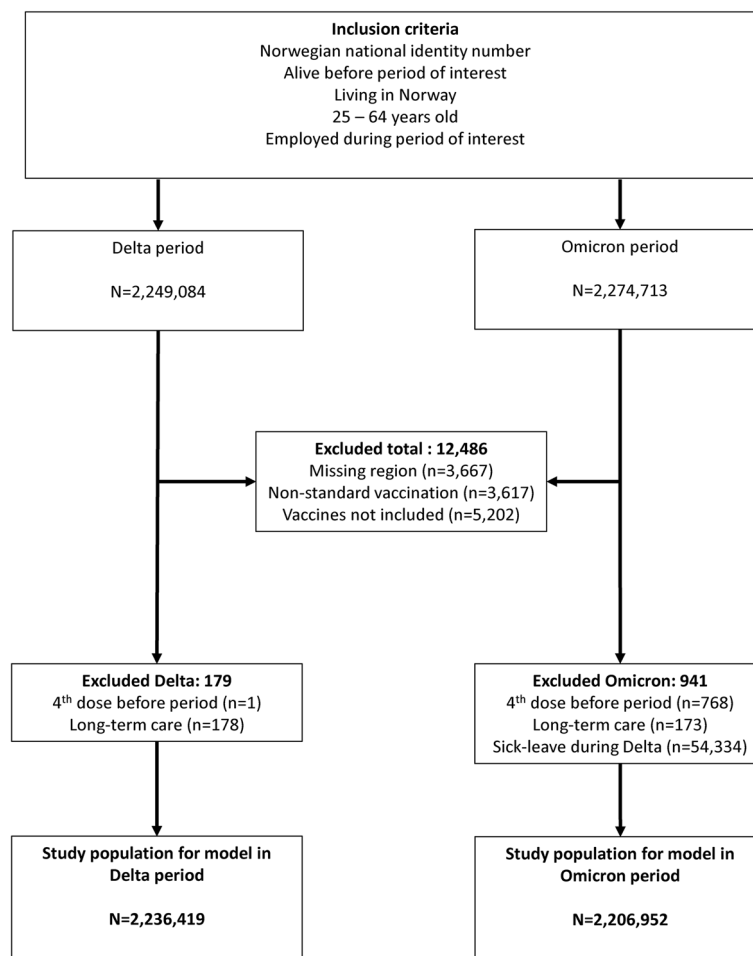 Inclusion criteria
Norwegian national identity number
Alive before period of interest
Living in Norway
25 – 64 years old
Employed during period of interest
Delta period
N=2,249,084
Omicron period
N=2,274,713
Excluded total : 12,486
Missing region (n=3,667)
Non-standard vaccination (n=3,617)
Vaccines not included (n=5,202)
Excluded Delta: 179
4th dose before period (n=1)
Long-term care (n=178)
Excluded Omicron: 941
4th dose before period (n=768)
Long-term care (n=173)
Sick-leave during Delta (n=54,334)
Study population for model in
Delta period
N=2,236,419
Study population for model in
Omicron period
N=2,206,952